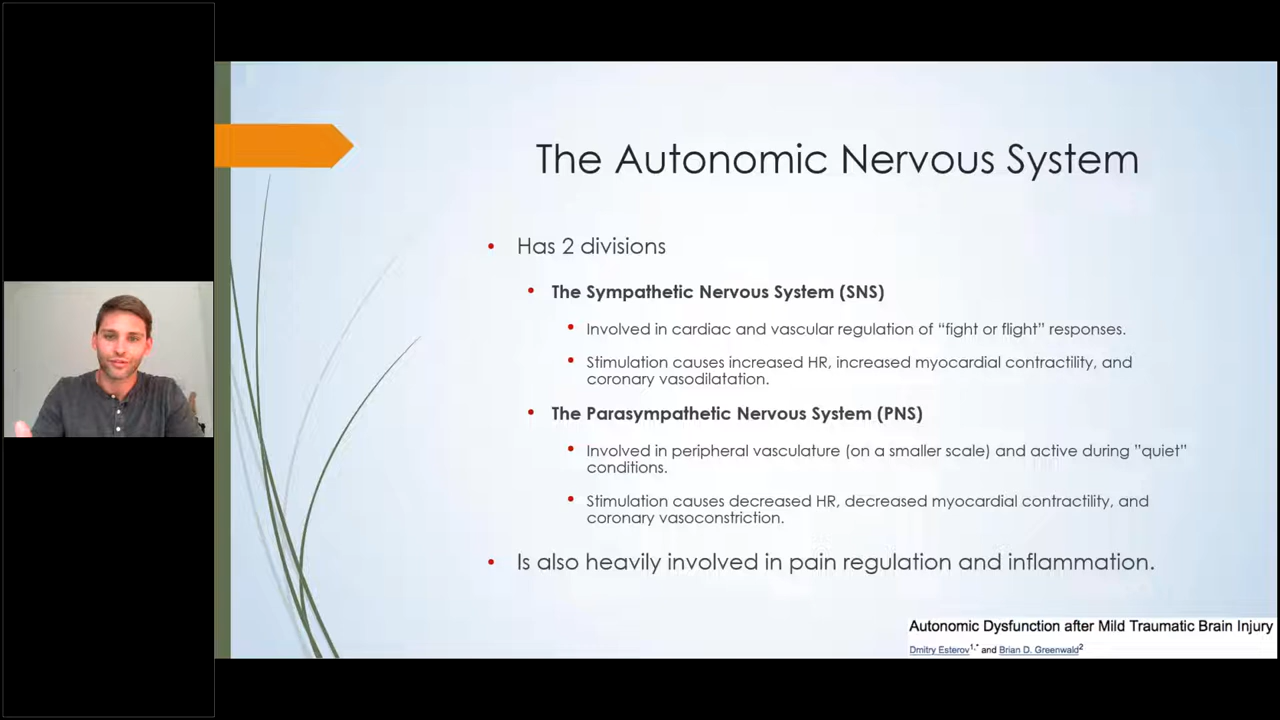 The Autonomic Nervous System
• Has 2 divisions
• The Sympathetic Nervous System (SNS)
• Involved in cardiac and vascular regulation of “fight or flight” responses.
• Stimulation causes increased HR, increased myocardial contractility, and
coronary vasodilatation.
• The Parasympathetic Nervous System (PNS)
• Involved in peripheral vasculature (on a smaller scale) and active during ”quiet”
conditions.
• Stimulation causes decreased HR, decreased myocardial contractility, and
coronary vasoconstriction.
• Is also heavily involved in pain regulation and inflammation.
Autonomic Dysfunction after Mild Traumatic Brain Injury
Dmitry Esterov1,* and Brian D. Greenwald2